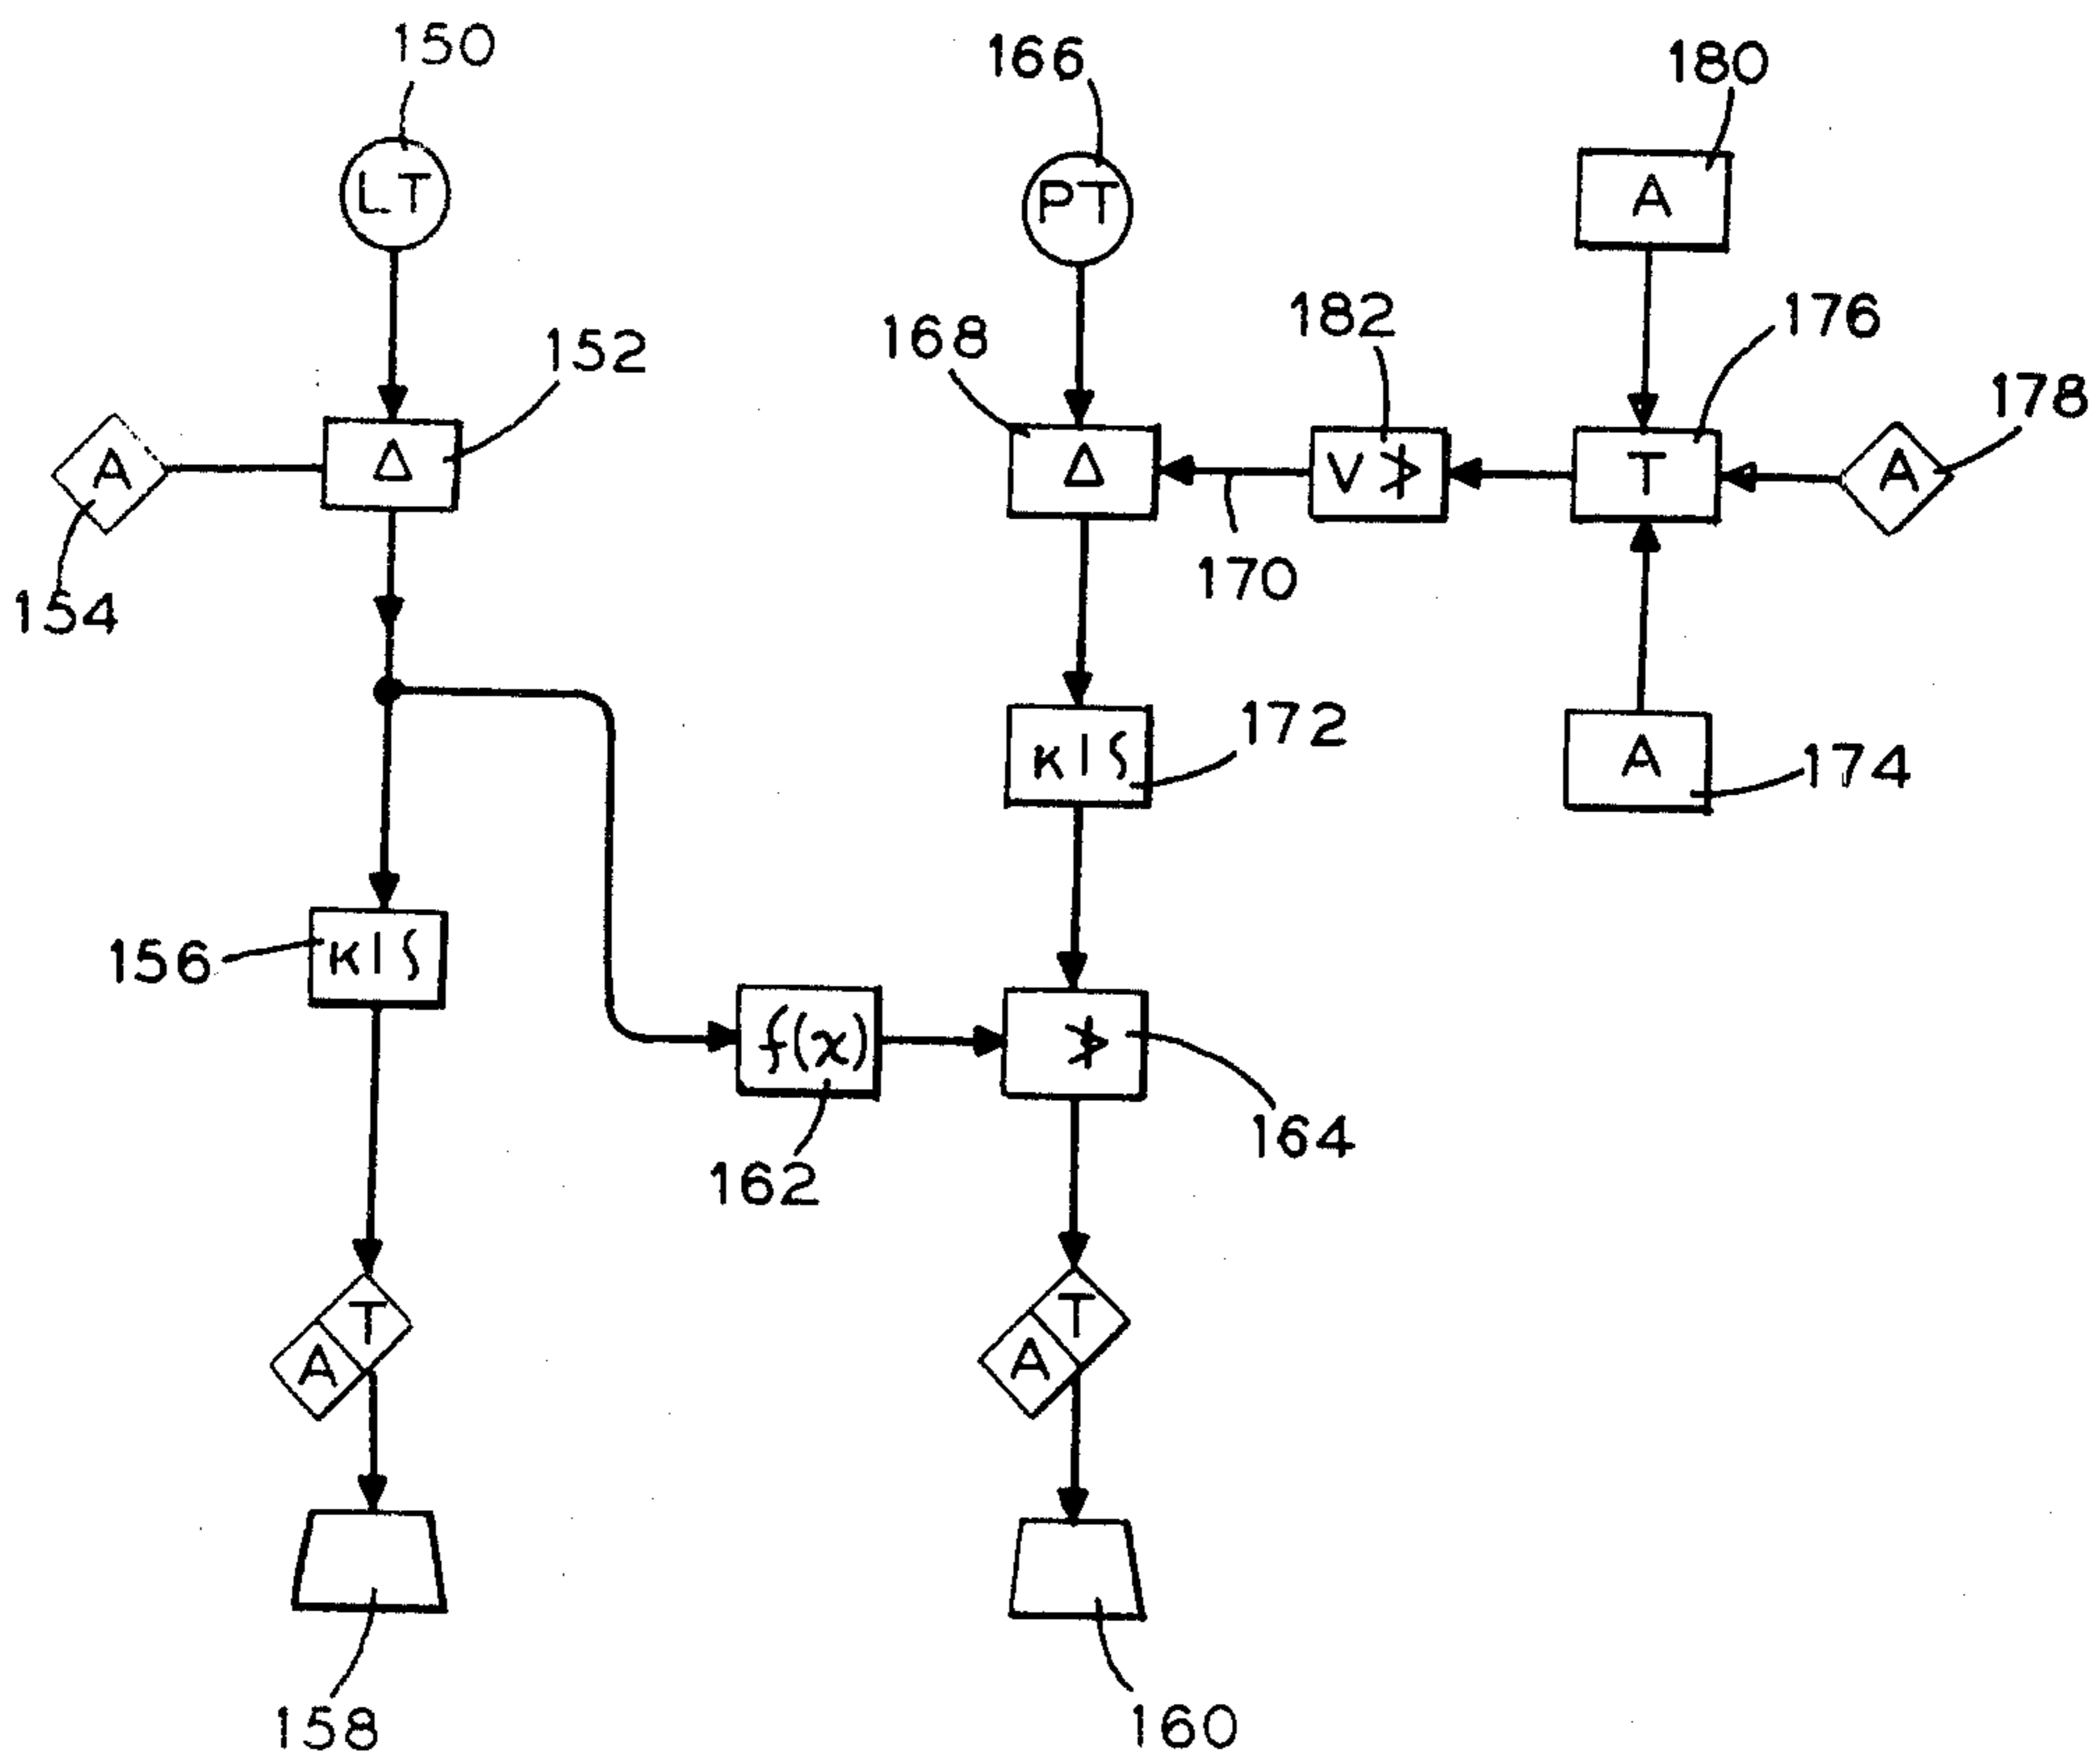 150
166
180
LT
PT
A
182
176
168
152
178
A
Δ
Δ
V ≯
T
A
170
154
172
K I ∫
A
174
156
K I ∫
f(x)
≯
164
162
T
A
T
A
158
160